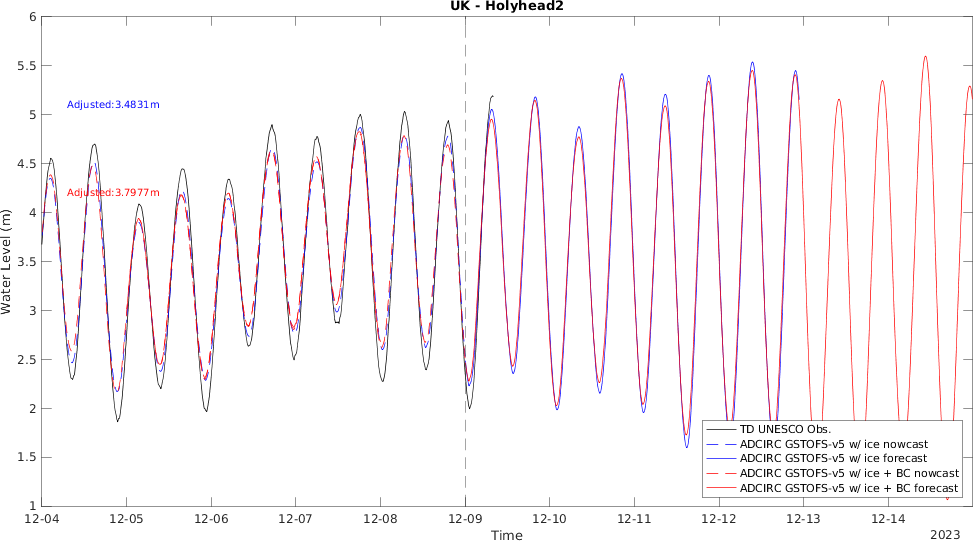 UK - Holyhead2
6
5.5
5
4.5
4
3.5
3
2.5
2
1.5
1
Water Level (m)
Adjusted:3.4831m
Adjusted:3.7977m
TD UNESCO Obs.
ADCIRC GSTOFS-v5 w/ ice nowcast
ADCIRC GSTOFS-v5 w/ ice forecast
ADCIRC GSTOFS-v5 w/ ice + BC nowcast
ADCIRC GSTOFS-v5 w/ ice + BC forecast
12-04 12-05 12-06 12-07 12-08 12-09 12-10 12-11 12-12 12-13 12-14
Time
2023